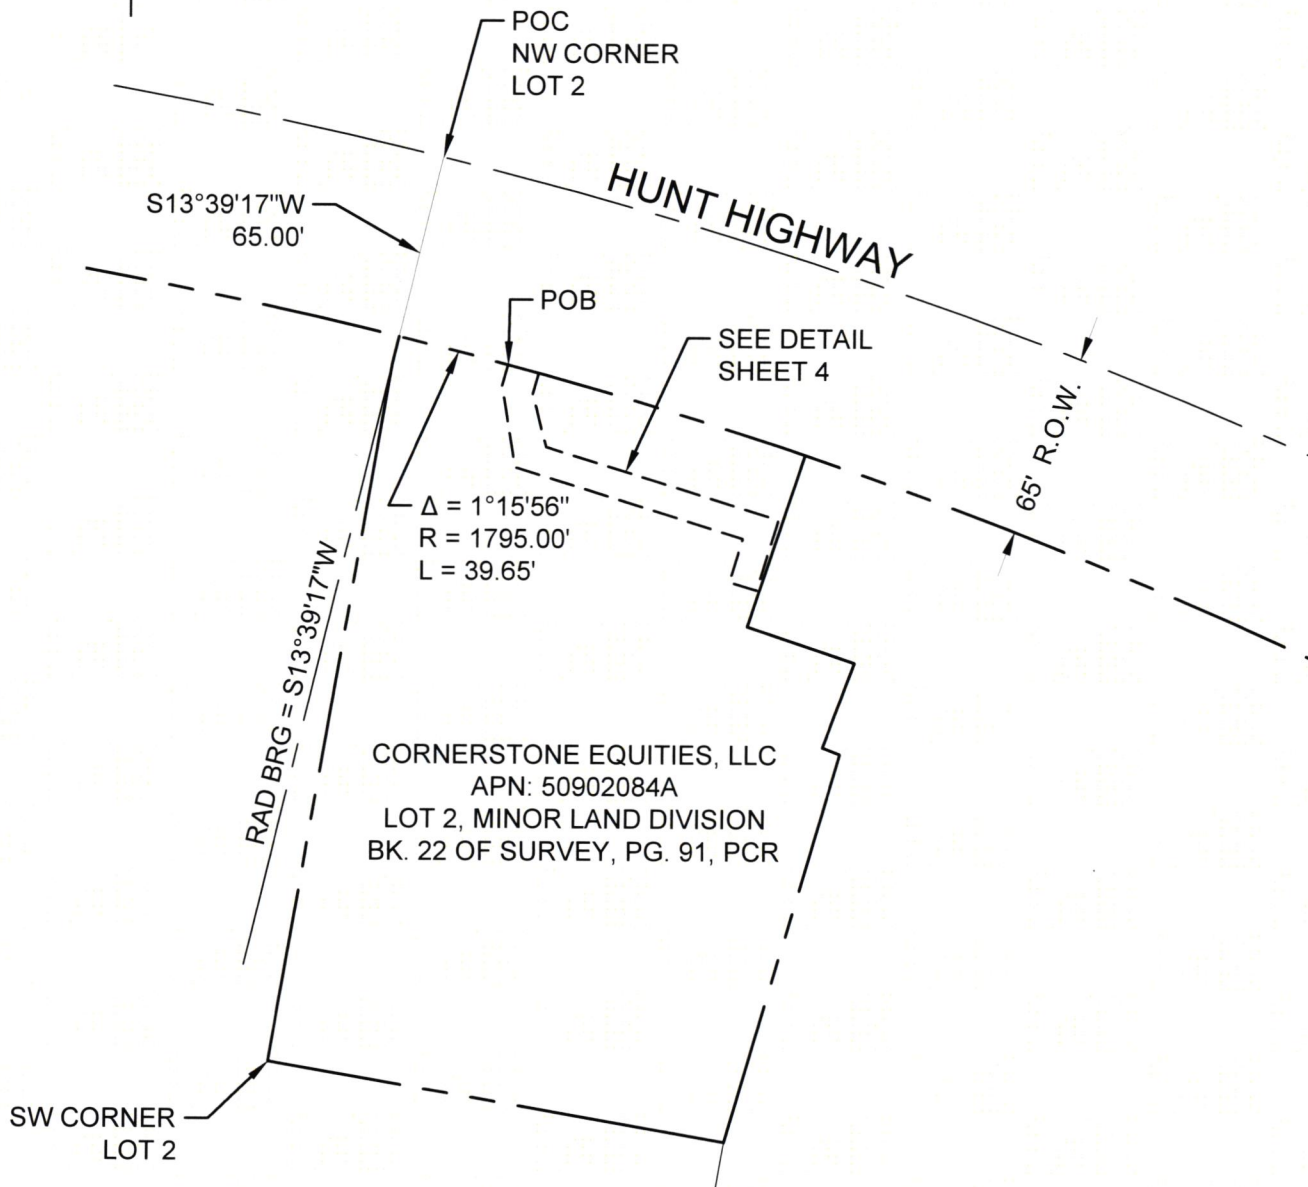 POC
NW CORNER
LOT 2
HUNT HIGHWAY
S13°39'17"W
65.00'
POB
SEE DETAIL
SHEET 4
65' R.O.W.
Δ = 1°15'56"
R = 1795.00'
L = 39.65'
RAD BRG = S13°39'17"W
CORNERSTONE EQUITIES, LLC
APN: 50902084A
LOT 2, MINOR LAND DIVISION
BK. 22 OF SURVEY, PG. 91, PCR
SW CORNER
LOT 2